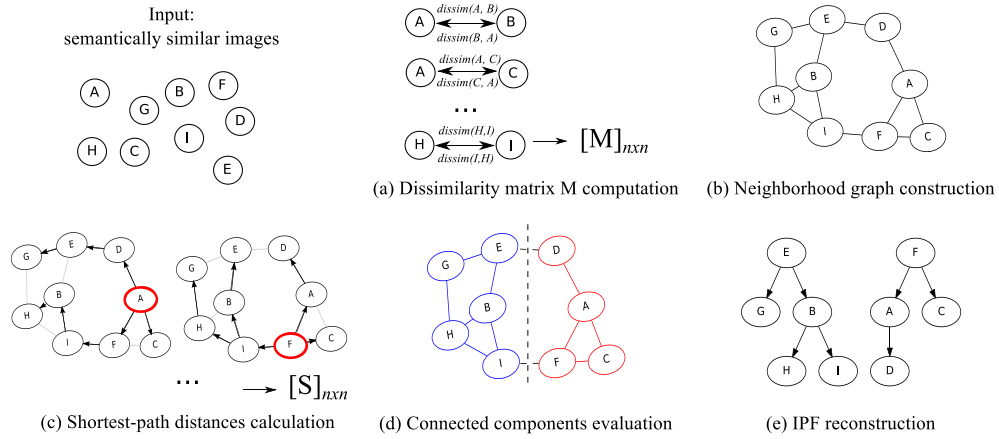 Input:
semantically similar images
A
B
F
G
D
I
H
C
E
dissim(A, B)
A
B
dissim(B, A)
dissim(A, C)
A
C
dissim(C, A)
...
dissim(H,I)
H
I
[M]nxn
dissim(I,H)
(a) Dissimilarity matrix M computation
E
D
G
B
A
H
I
F
C
(b) Neighborhood graph construction
E
D
G
B
A
H
I
F
C
E
D
G
B
A
H
I
F
C
...
[S]nxn
(c) Shortest-path distances calculation
E
D
G
B
A
H
I
F
C
(d) Connected components evaluation
E
F
G
B
A
C
H
I
D
(e) IPF reconstruction